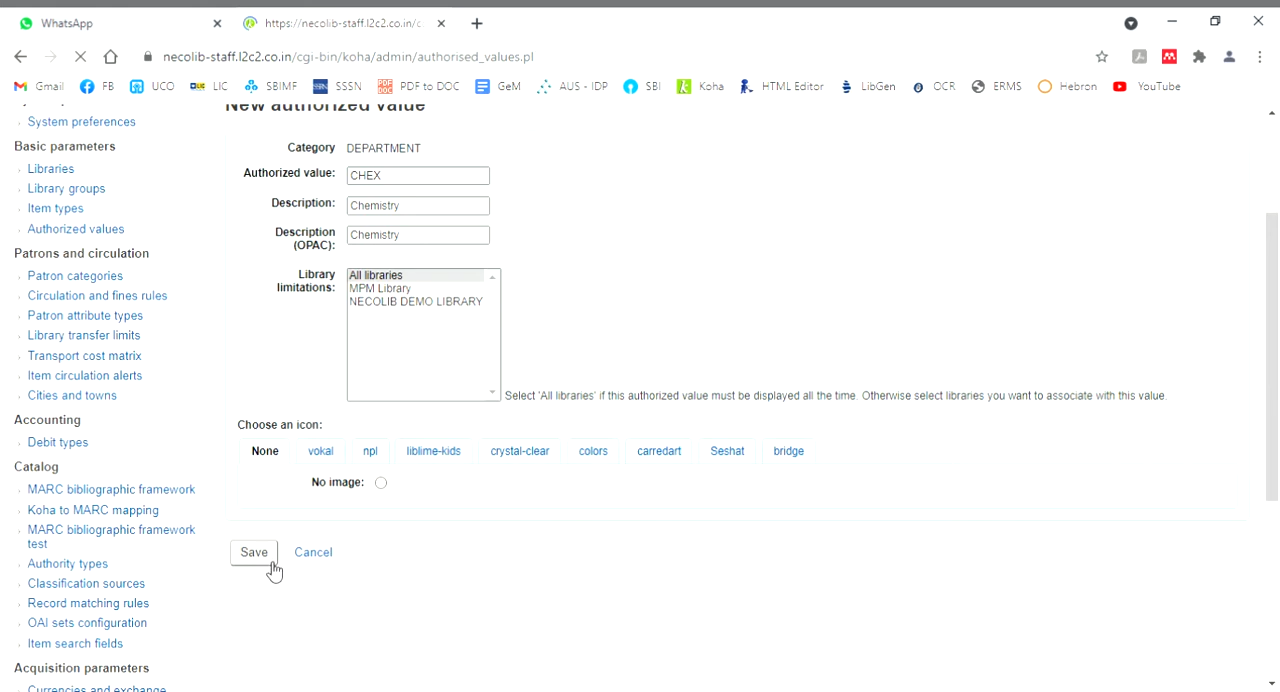 WhatsApp
https://necolib-staff.l2c2.co.in/c
necolib-staff.l2c2.co.in/cgi-bin/koha/admin/authorised_values.pl
Gmail FB UCO LIC SBIMF SSSN PDF to DOC GeM AUS - IDP SBI Koha HTML Editor LibGen OCR ERMS Hebron YouTube
New authorized value
System preferences
Basic parameters
Libraries
Library groups
Item types
Authorized values
Patrons and circulation
Patron categories
Circulation and fines rules
Patron attribute types
Library transfer limits
Transport cost matrix
Item circulation alerts
Cities and towns
Accounting
Debit types
Catalog
MARC bibliographic framework
Koha to MARC mapping
MARC bibliographic framework
test
Authority types
Classification sources
Record matching rules
OAI sets configuration
Item search fields
Acquisition parameters
Currencies and exchange
Category DEPARTMENT
Authorized value: CHEX
Description: Chemistry
Description
(OPAC): Chemistry
Library
limitations:
All libraries
MPM Library
NECOLIB DEMO LIBRARY
Select 'All libraries' if this authorized value must be displayed all the time. Otherwise select libraries you want to associate with this value.
Choose an icon:
None vokal npl liblime-kids crystal-clear colors carredart Seshat bridge
No image:
Save Cancel